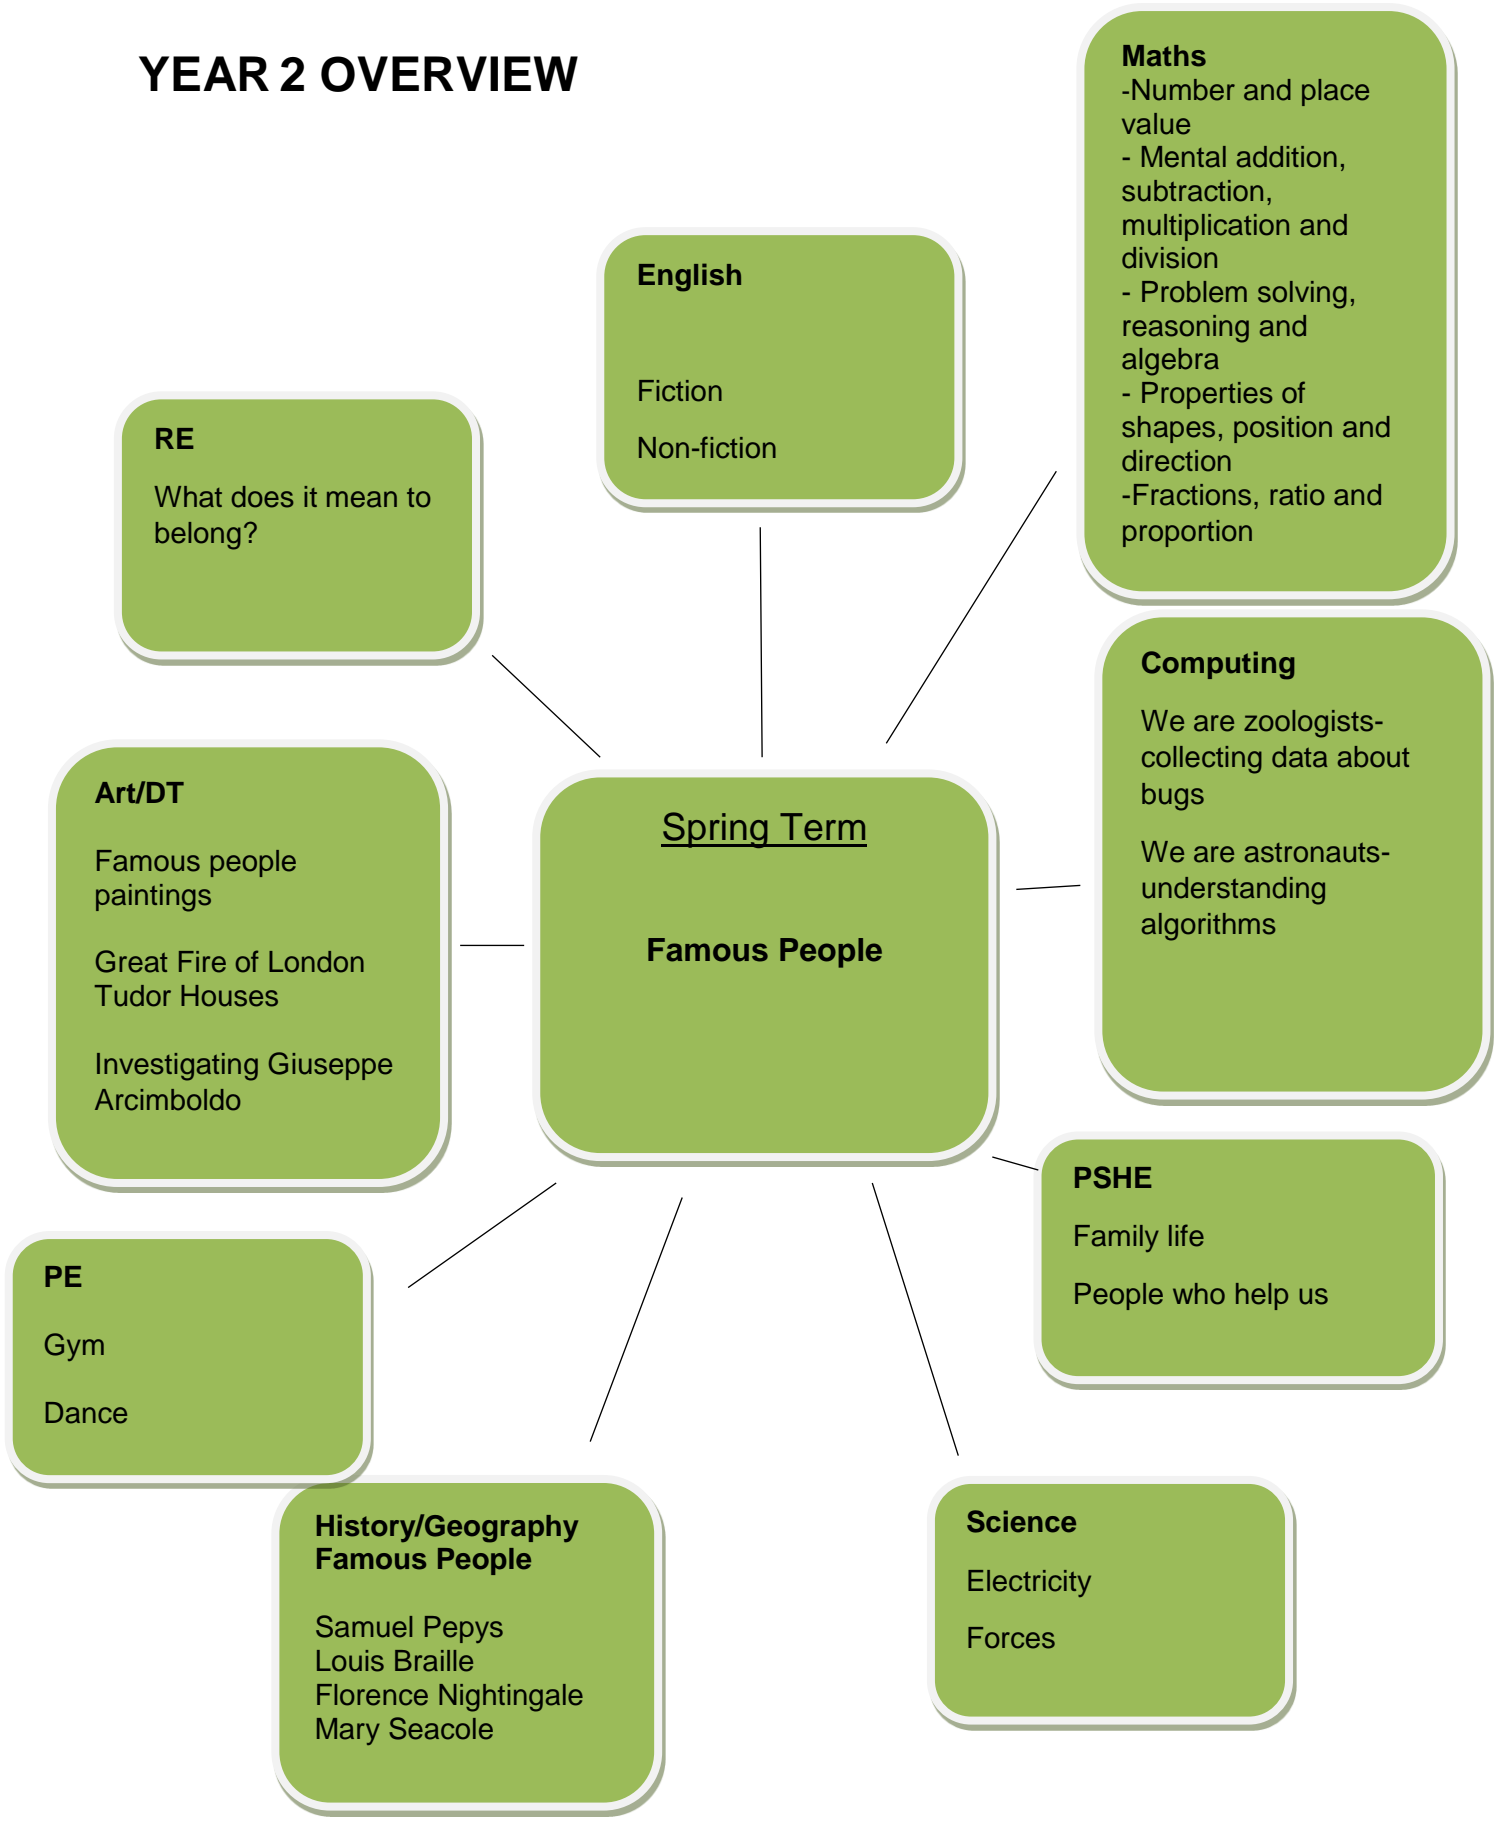 YEAR 2 OVERVIEW
Maths
-Number and place
value
- Mental addition,
subtraction,
multiplication and
division
- Problem solving,
reasoning and
algebra
- Properties of
shapes, position and
direction
-Fractions, ratio and
proportion
English
Fiction
Non-fiction
RE
What does it mean to
belong?
Computing
We are zoologists-
collecting data about
bugs
We are astronauts-
understanding
algorithms
Art/DT
Famous people
paintings
Great Fire of London
Tudor Houses
Investigating Giuseppe
Arcimboldo
Spring Term
Famous People
PSHE
Family life
People who help us
PE
Gym
Dance
History/Geography
Famous People
Samuel Pepys
Louis Braille
Florence Nightingale
Mary Seacole
Science
Electricity
Forces